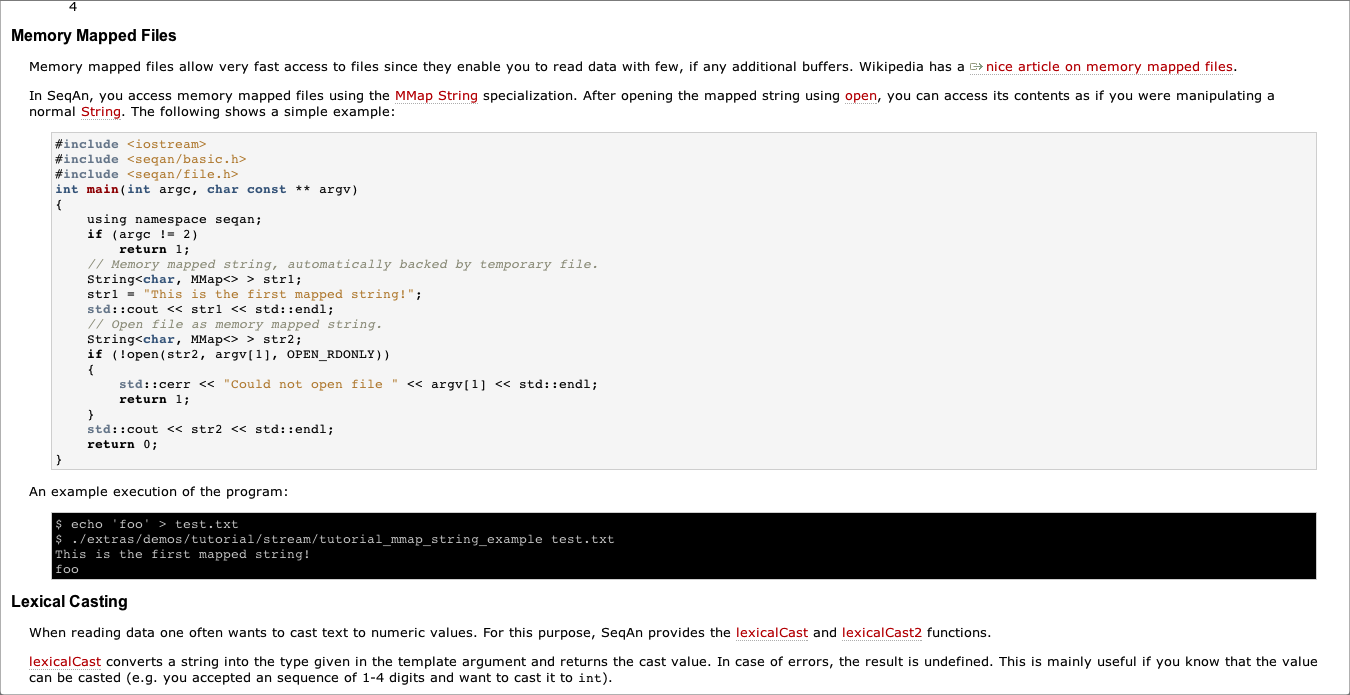 4
Memory Mapped Files
Memory mapped files allow very fast access to files since they enable you to read data with few, if any additional buffers. Wikipedia has a nice article on memory mapped files.
In SeqAn, you access memory mapped files using the MMap String specialization. After opening the mapped string using open, you can access its contents as if you were manipulating a
normal String. The following shows a simple example:
#include <iostream>
#include <seqan/basic.h>
#include <seqan/file.h>
int main(int argc, char const ** argv)
{
    using namespace seqan;
    if (argc != 2)
        return 1;
    // Memory mapped string, automatically backed by temporary file.
    String<char, MMap<> > str1;
    str1 = "This is the first mapped string!";
    std::cout << str1 << std::endl;
    // Open file as memory mapped string.
    String<char, MMap<> > str2;
    if (!open(str2, argv[1], OPEN_RDONLY))
    {
        std::cerr << "Could not open file " << argv[1] << std::endl;
        return 1;
    }
    std::cout << str2 << std::endl;
    return 0;
}
An example execution of the program:
$ echo 'foo' > test.txt
$ ./extras/demos/tutorial/stream/tutorial_mmap_string_example test.txt
This is the first mapped string!
foo
Lexical Casting
When reading data one often wants to cast text to numeric values. For this purpose, SeqAn provides the lexicalCast and lexicalCast2 functions.
lexicalCast converts a string into the type given in the template argument and returns the cast value. In case of errors, the result is undefined. This is mainly useful if you know that the value
can be casted (e.g. you accepted an sequence of 1-4 digits and want to cast it to int).